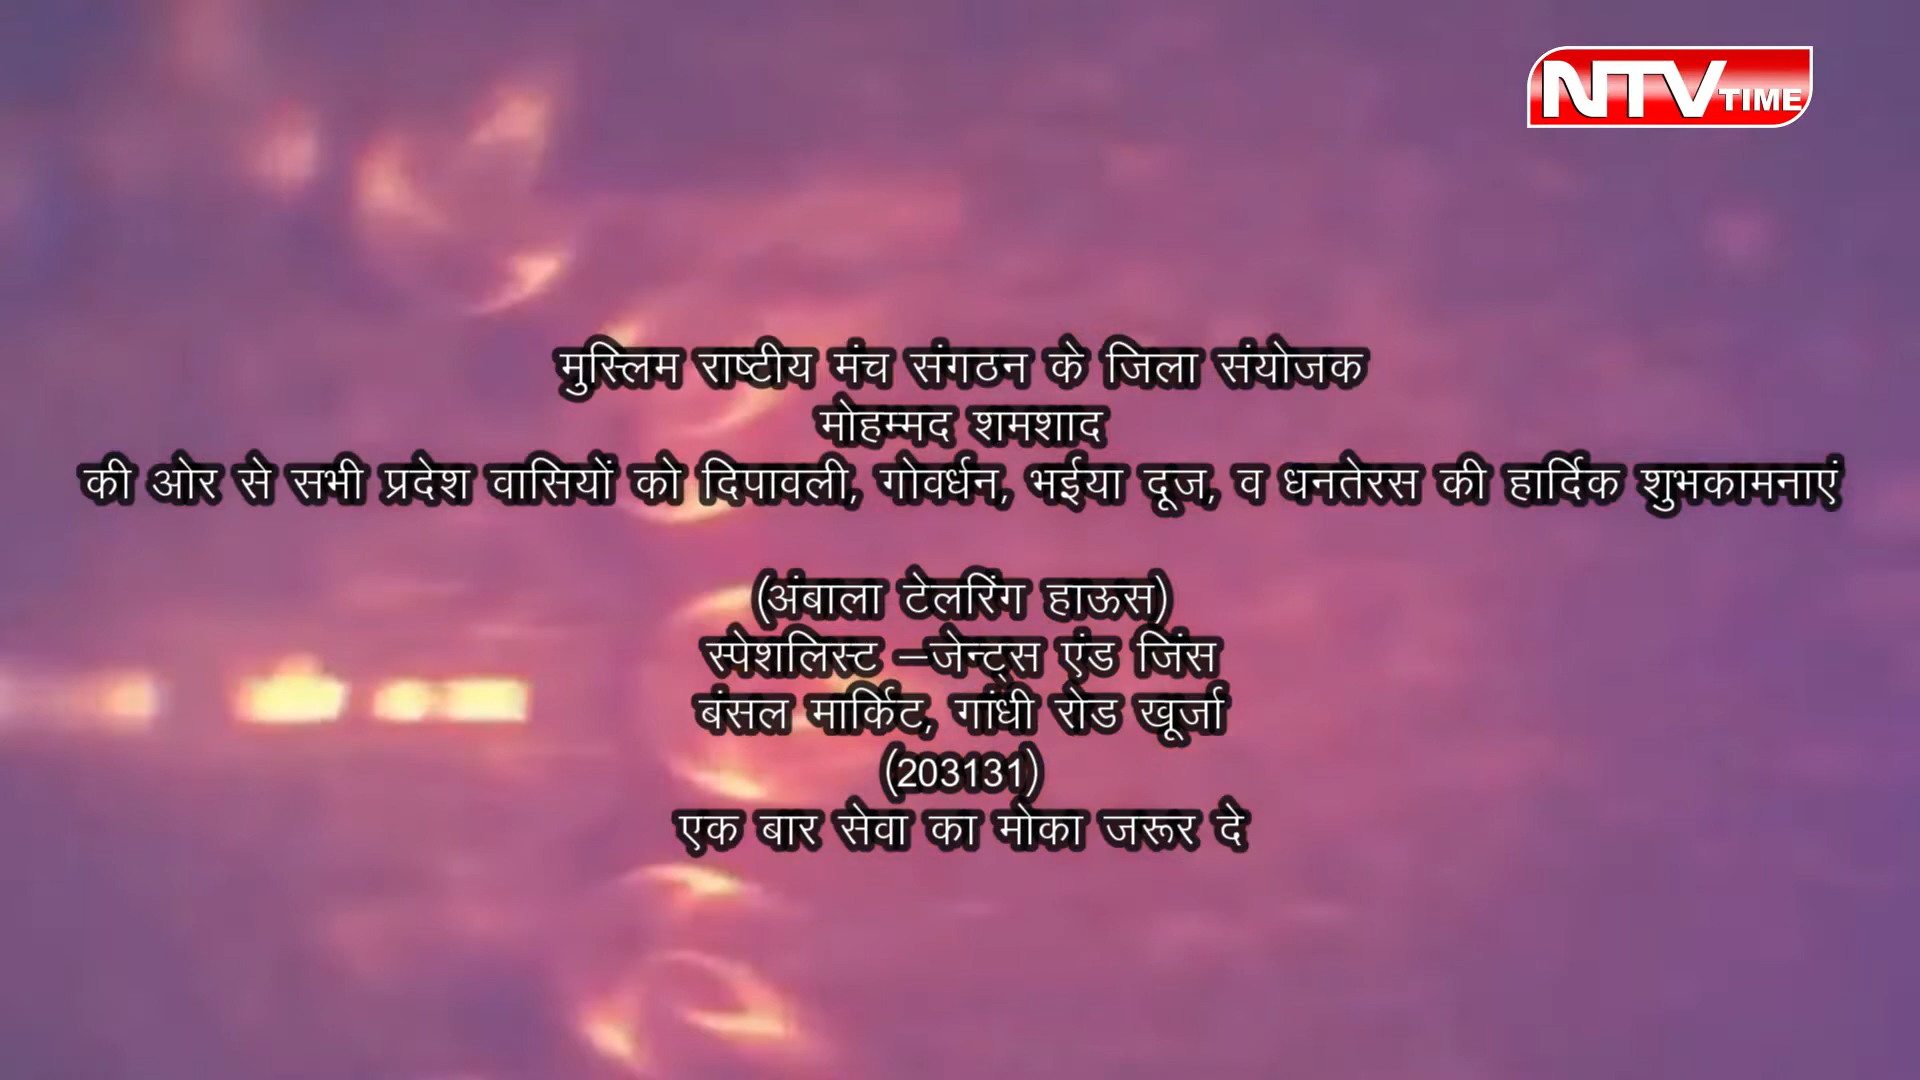 NTV TIME
मुस्लिम राष्टीय मंच संगठन के जिला संयोजक
मोहम्मद शमशाद
की ओर से सभी प्रदेश वासियों को दिपावली, गोवर्धन, भईया दूज, व धनतेरस की हार्दिक शुभकामनाएं
(अंबाला टेलरिंग हाऊस)
स्पेशलिस्ट –जेन्ट्स एंड जिंस
बंसल मार्किट, गांधी रोड खूर्जा
(203131)
एक बार सेवा का मोका जरूर दे